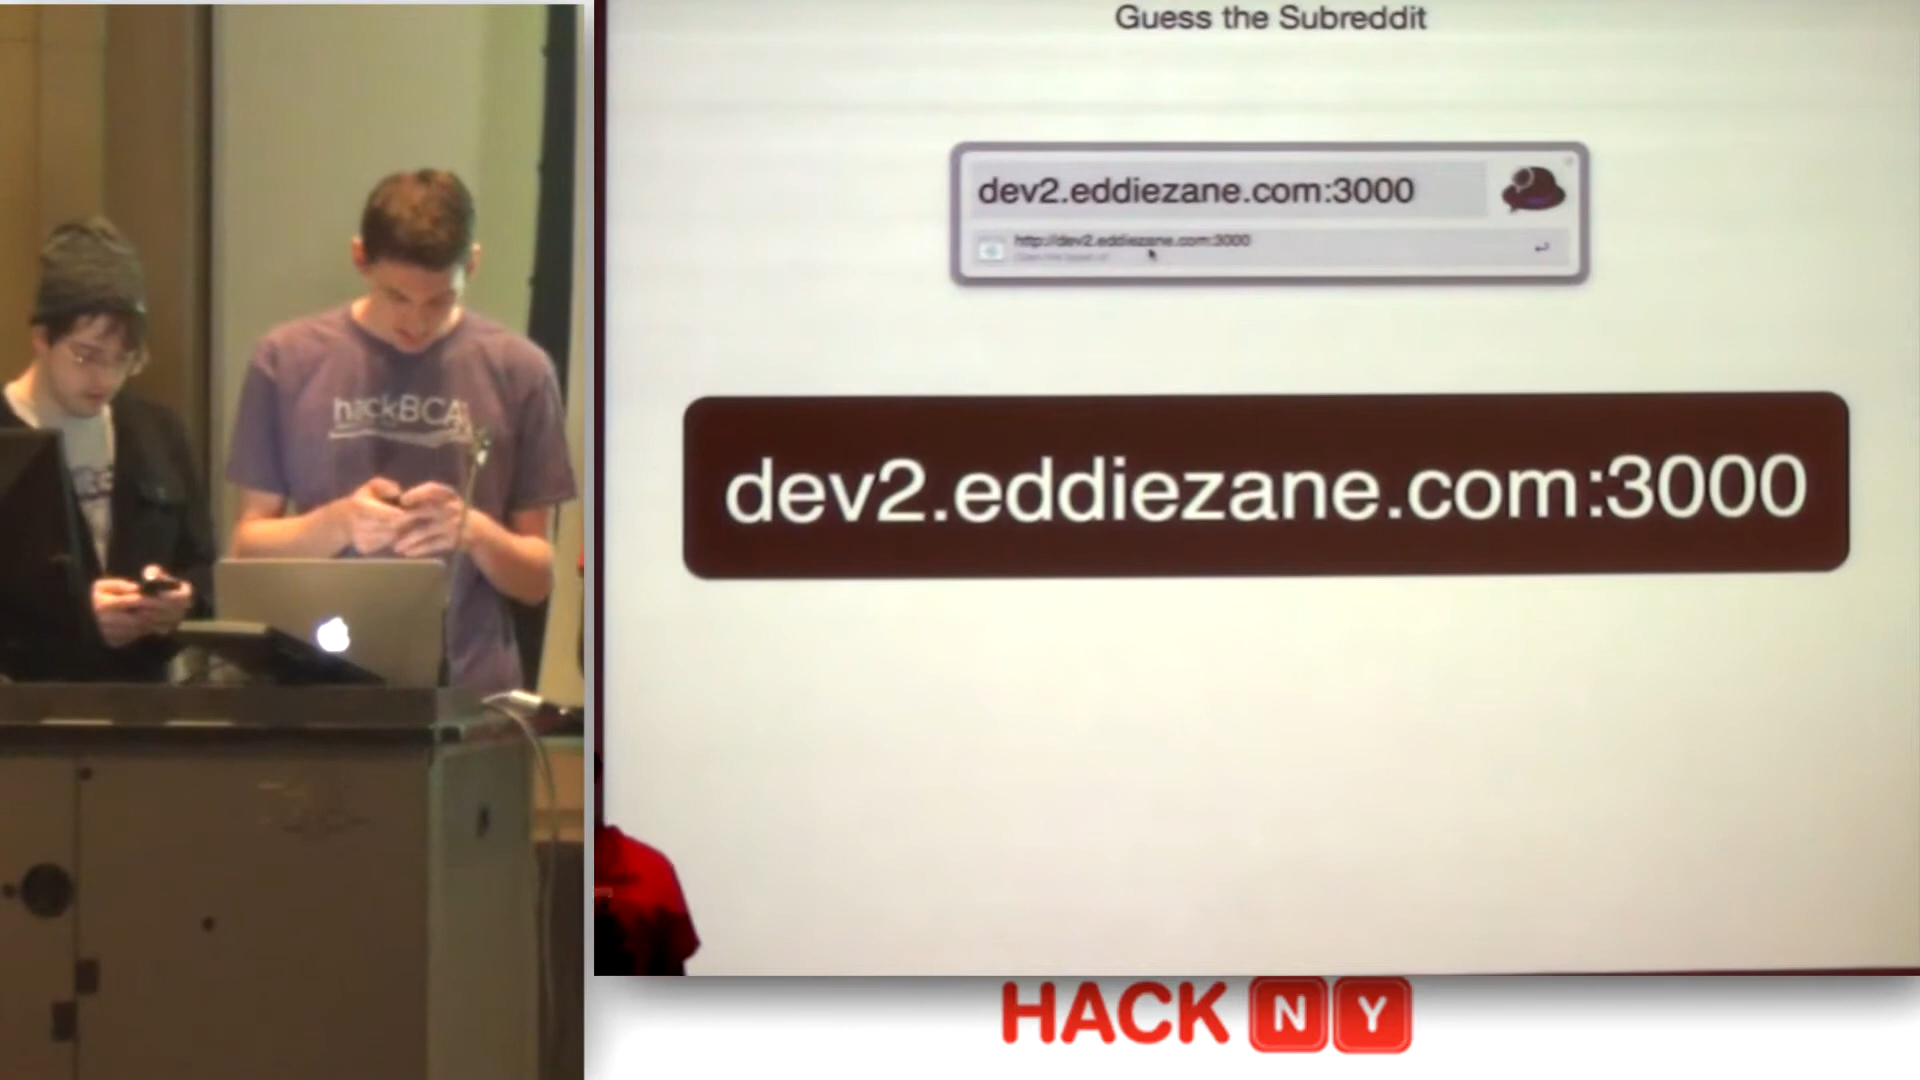 Guess the Subreddit
dev2.eddiezane.com:3000
http://dev2.eddiezane.com:3000
dev2.eddiezane.com:3000
hackBCA
HACK NY